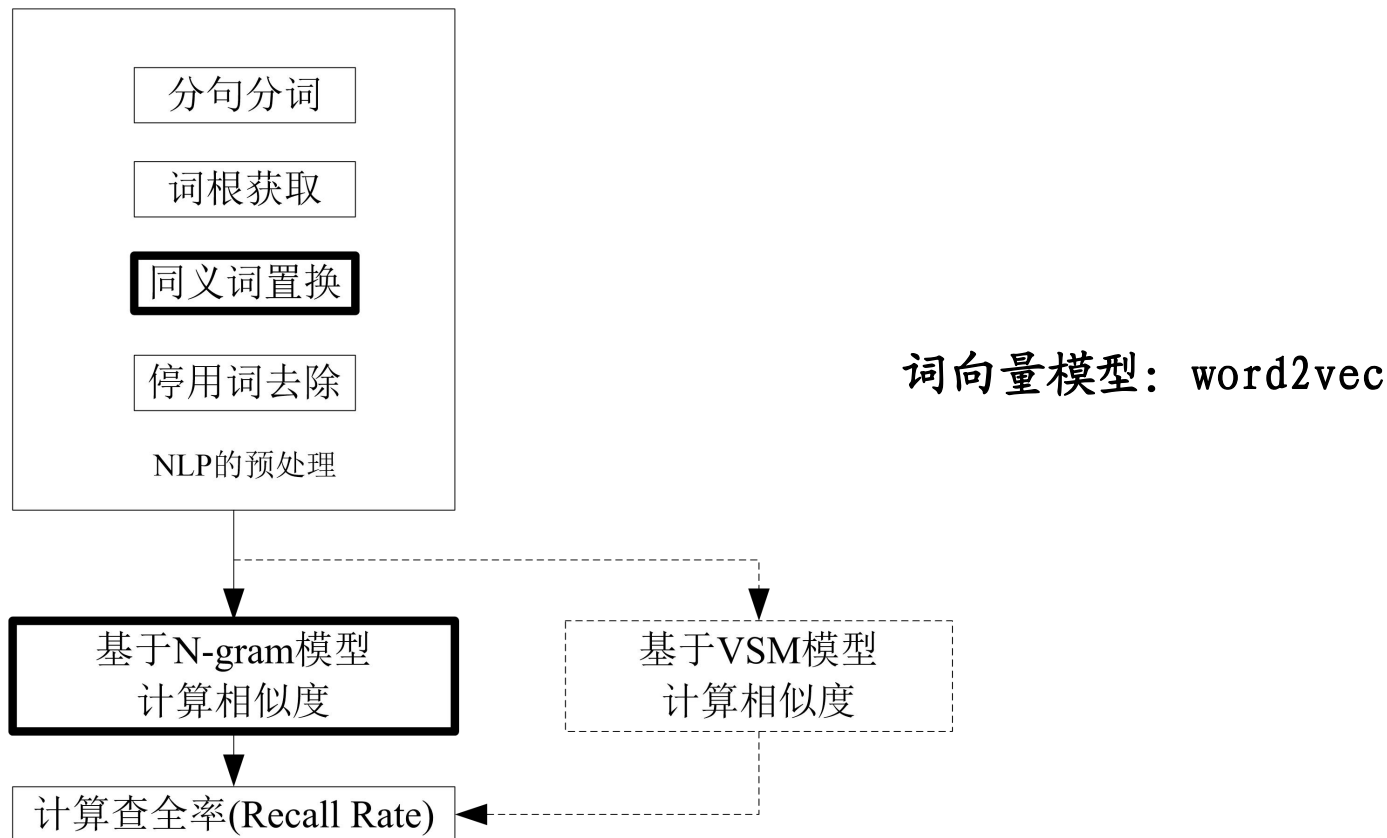 分句分词
词根获取
同义词置换
停用词去除
NLP的预处理
词向量模型: word2vec
基于N-gram模型
计算相似度
基于VSM模型
计算相似度
计算查全率(Recall Rate)